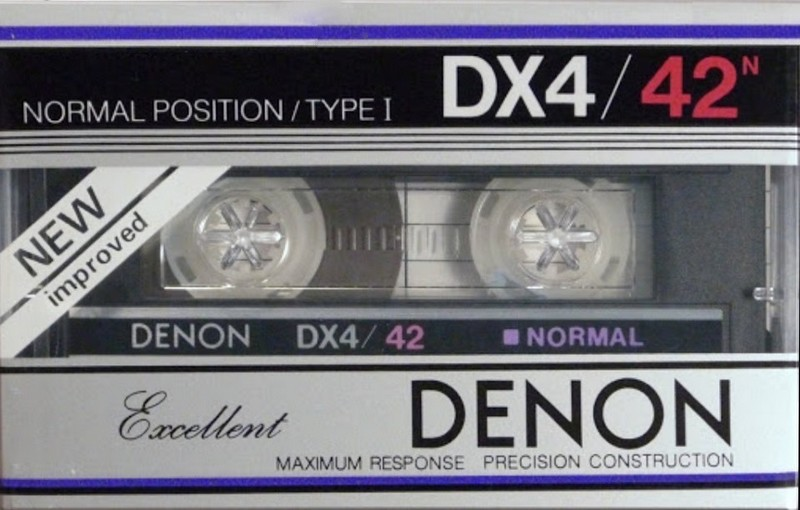 NORMAL POSITION / TYPE I DX4/42N
NEW
improved
DENON DX4/42 ■ NORMAL
Excellent DENON
MAXIMUM RESPONSE PRECISION CONSTRUCTION